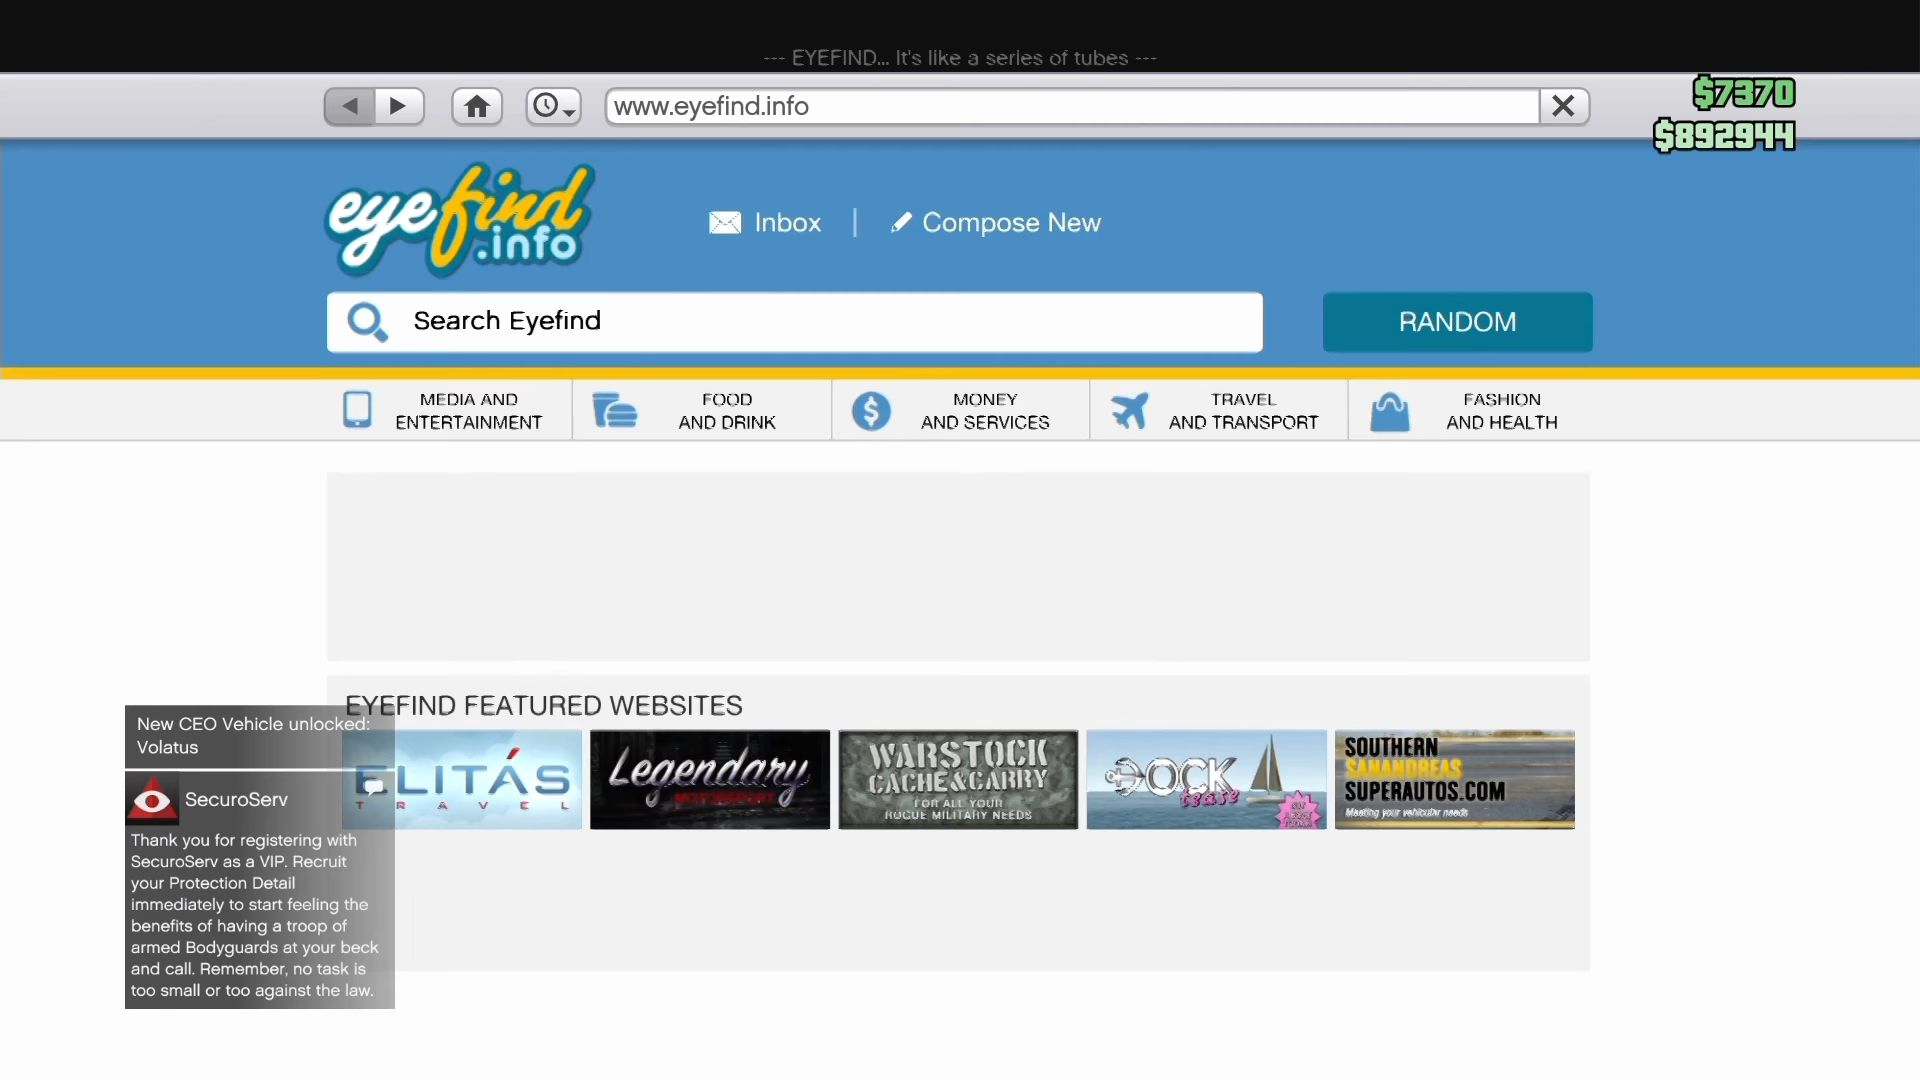 --- EYEFIND... It's like a series of tubes ---
www.eyefind.info
$7370
$892944
eyefind
.info
Inbox
Compose New
Search Eyefind
RANDOM
MEDIA AND
ENTERTAINMENT
FOOD
AND DRINK
MONEY
AND SERVICES
TRAVEL
AND TRANSPORT
FASHION
AND HEALTH
EYEFIND FEATURED WEBSITES
ELITÁS
TRAVEL
Legendary
MOTORSPORT
WARSTOCK
CACHE&CARRY
FOR ALL YOUR
ROGUE MILITARY NEEDS
DOCK
tease
SOUTHERN
SANANDREAS
SUPERAUTOS.COM
Meeting your vehicular needs
New CEO Vehicle unlocked:
Volatus
SecuroServ
Thank you for registering with
SecuroServ as a VIP. Recruit
your Protection Detail
immediately to start feeling the
benefits of having a troop of
armed Bodyguards at your beck
and call. Remember, no task is
too small or too against the law.